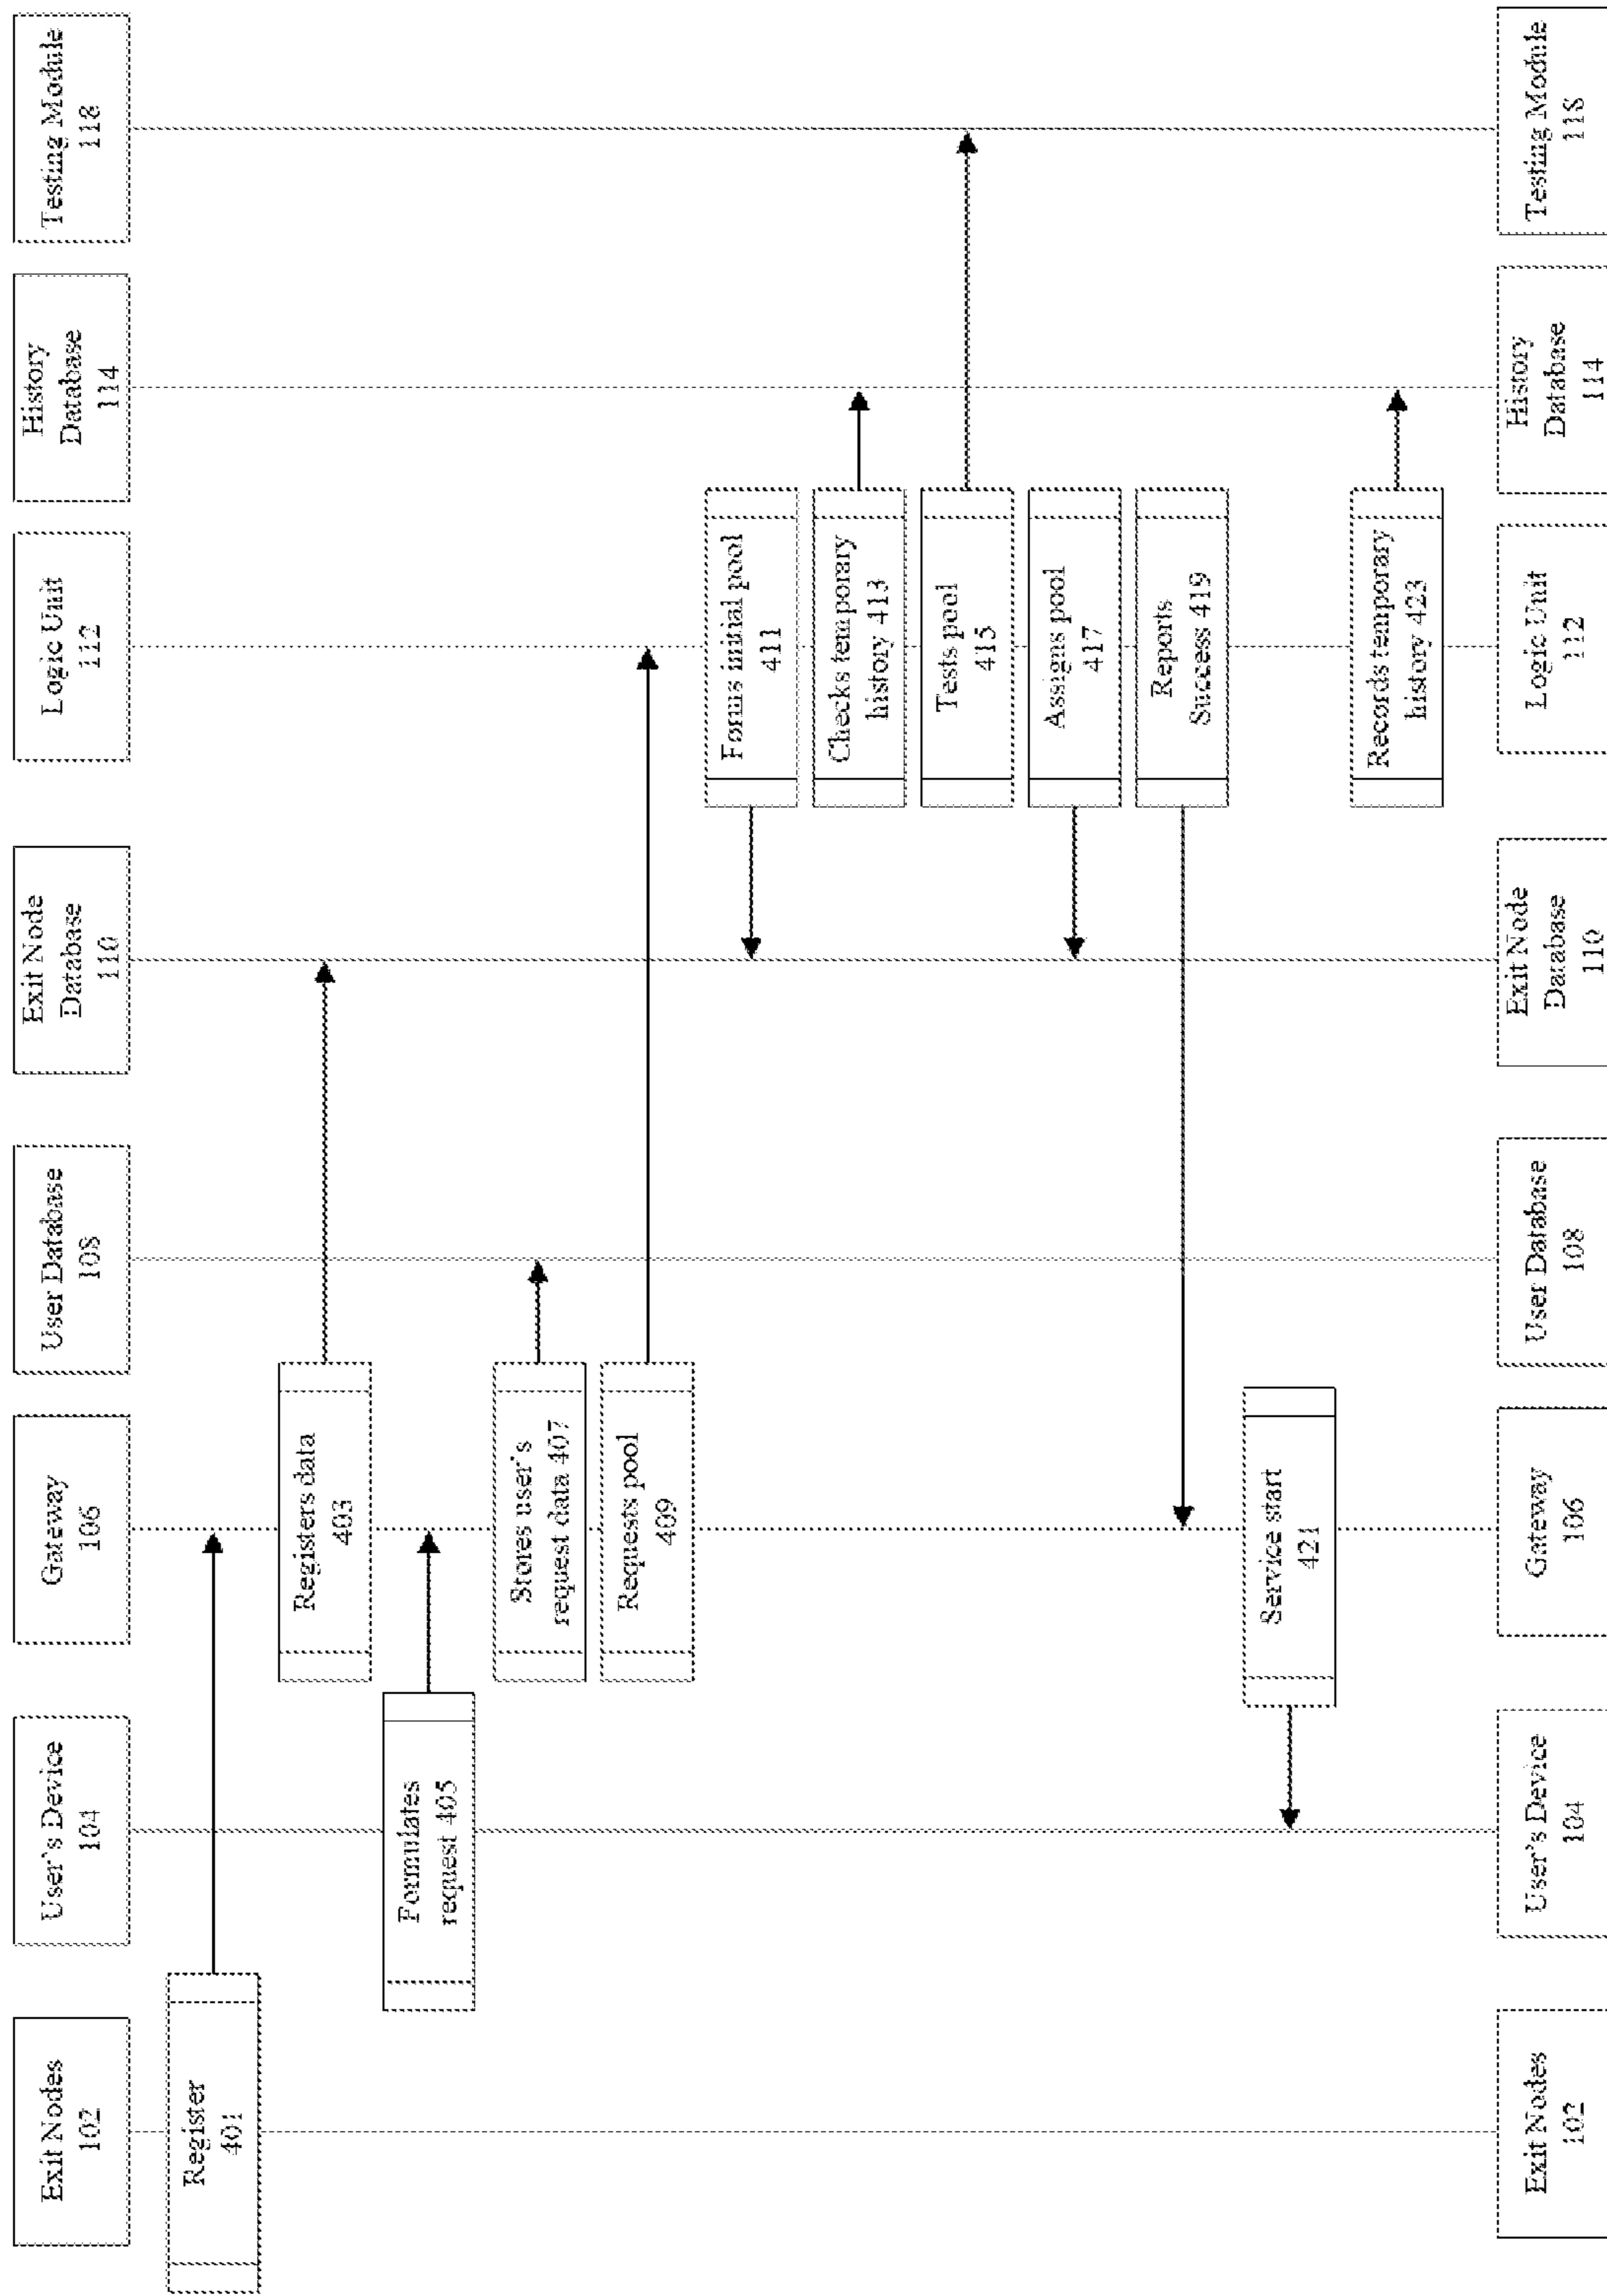 Exit Nodes
102
User's Device
104
Gateway
106
User Database
108
Exit Node
Database
110
Logic Unit
112
History
Database
114
Testing Module
118
Register
401
Registers data
403
Formulates
request 405
Stores user's
request data 407
Requests pool
409
Forms initial pool
411
Checks temporary
history 413
Tests pool
415
Assigns pool
417
Reports
Success 419
Service start
421
Records temporary
history 423
Exit Nodes
102
User's Device
104
Gateway
106
User Database
108
Exit Node
Database
110
Logic Unit
112
History
Database
114
Testing Module
118